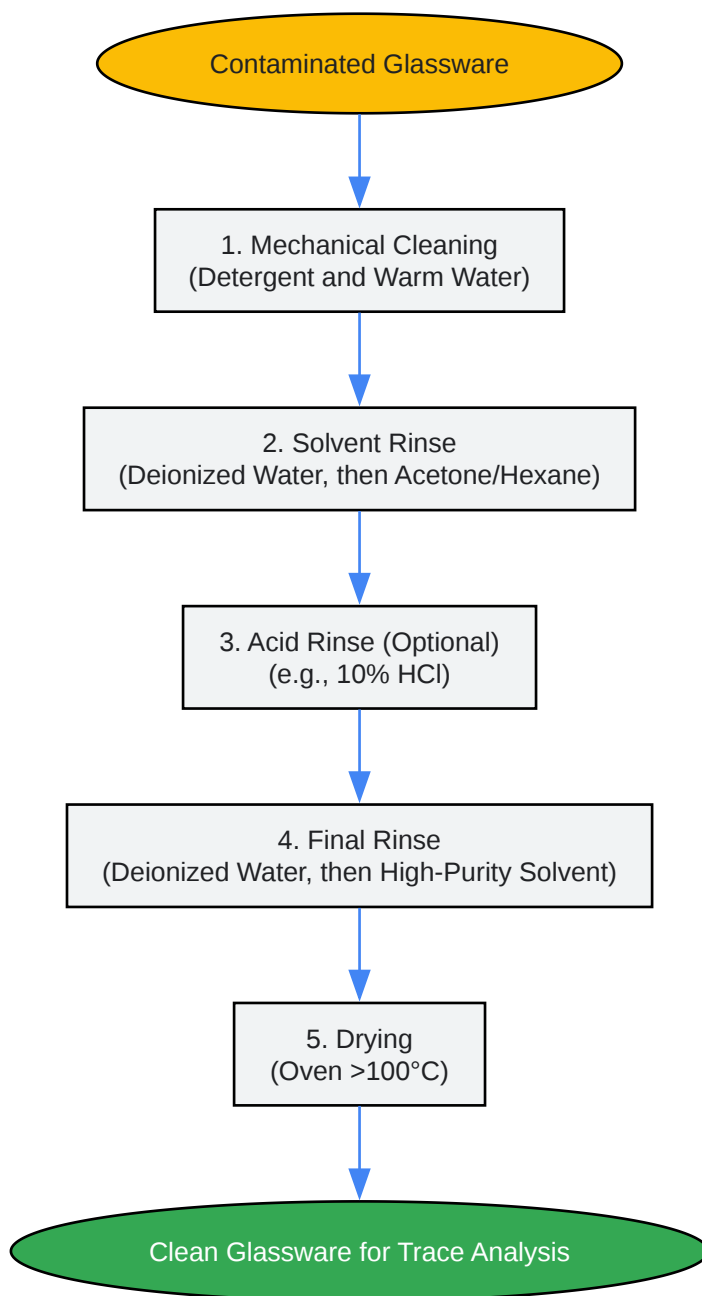 Contaminated Glassware
1. Mechanical Cleaning
(Detergent and Warm Water)
2. Solvent Rinse
(Deionized Water, then Acetone/Hexane)
3. Acid Rinse (Optional)
(e.g., 10% HCl)
4. Final Rinse
(Deionized Water, then High-Purity Solvent)
5. Drying
(Oven >100°C)
Clean Glassware for Trace Analysis